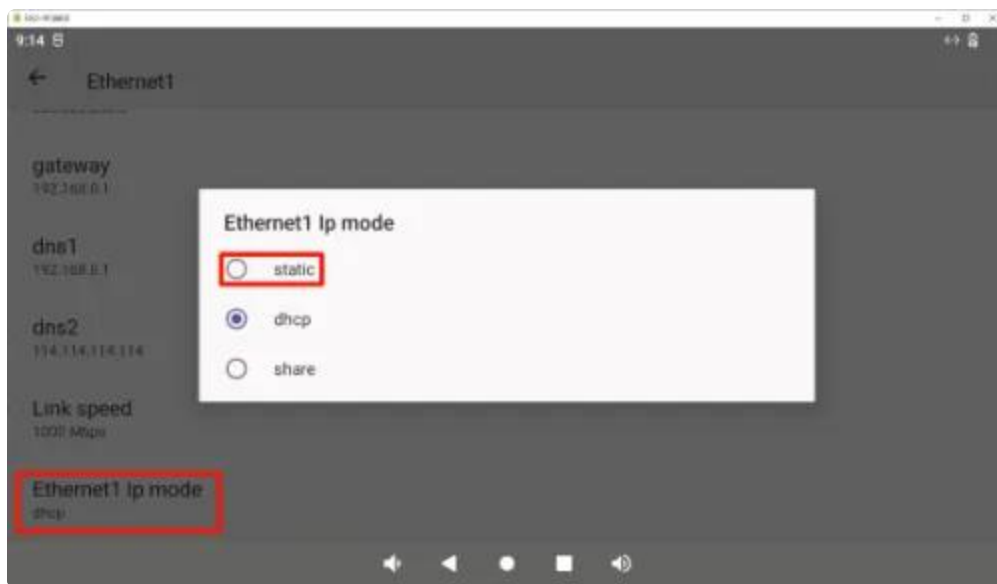 9:14
Ethernet1
gateway
192.168.0.1
dns1
192.168.0.1
dns2
114.114.114.114
Link speed
1000 Mbps
Ethernet1 Ip mode
dhcp
Ethernet1 Ip mode
static
dhcp
share